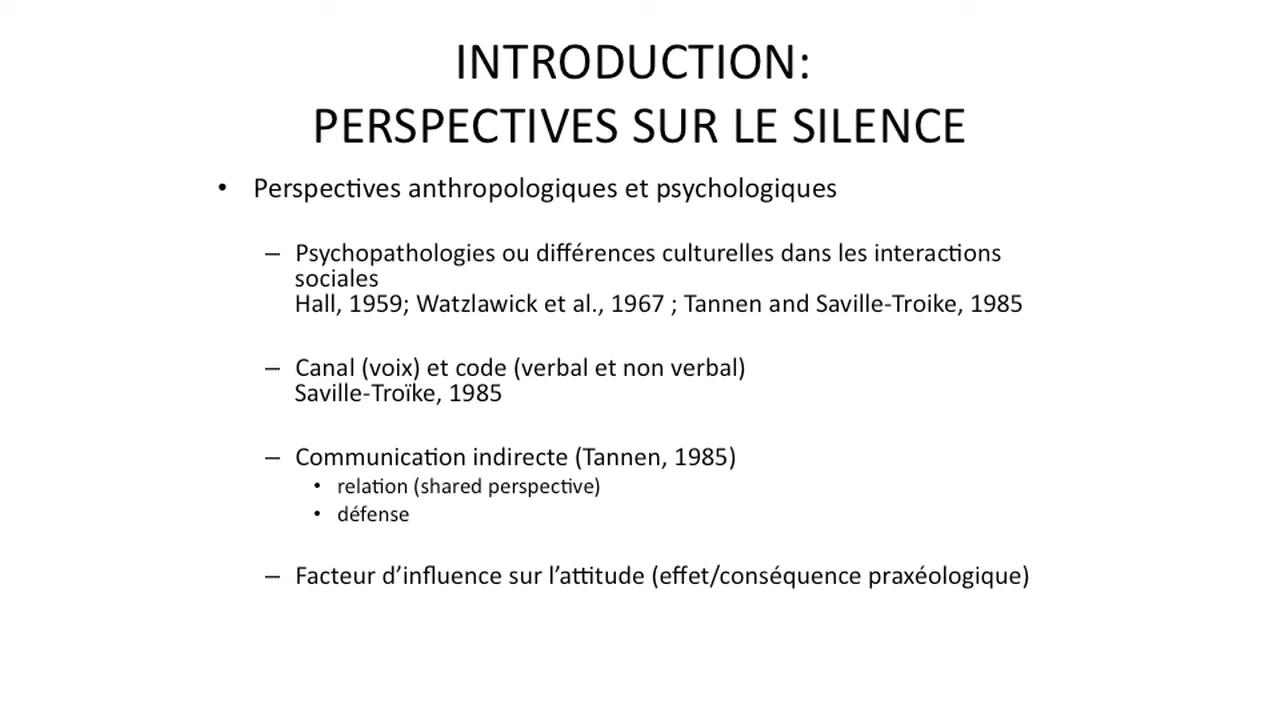 INTRODUCTION:
PERSPECTIVES SUR LE SILENCE
• Perspectives anthropologiques et psychologiques
– Psychopathologies ou différences culturelles dans les interactions
sociales
Hall, 1959; Watzlawick et al., 1967 ; Tannen and Saville-Troike, 1985
– Canal (voix) et code (verbal et non verbal)
Saville-Troïke, 1985
– Communication indirecte (Tannen, 1985)
• relation (shared perspective)
• défense
– Facteur d’influence sur l’attitude (effet/conséquence praxéologique)